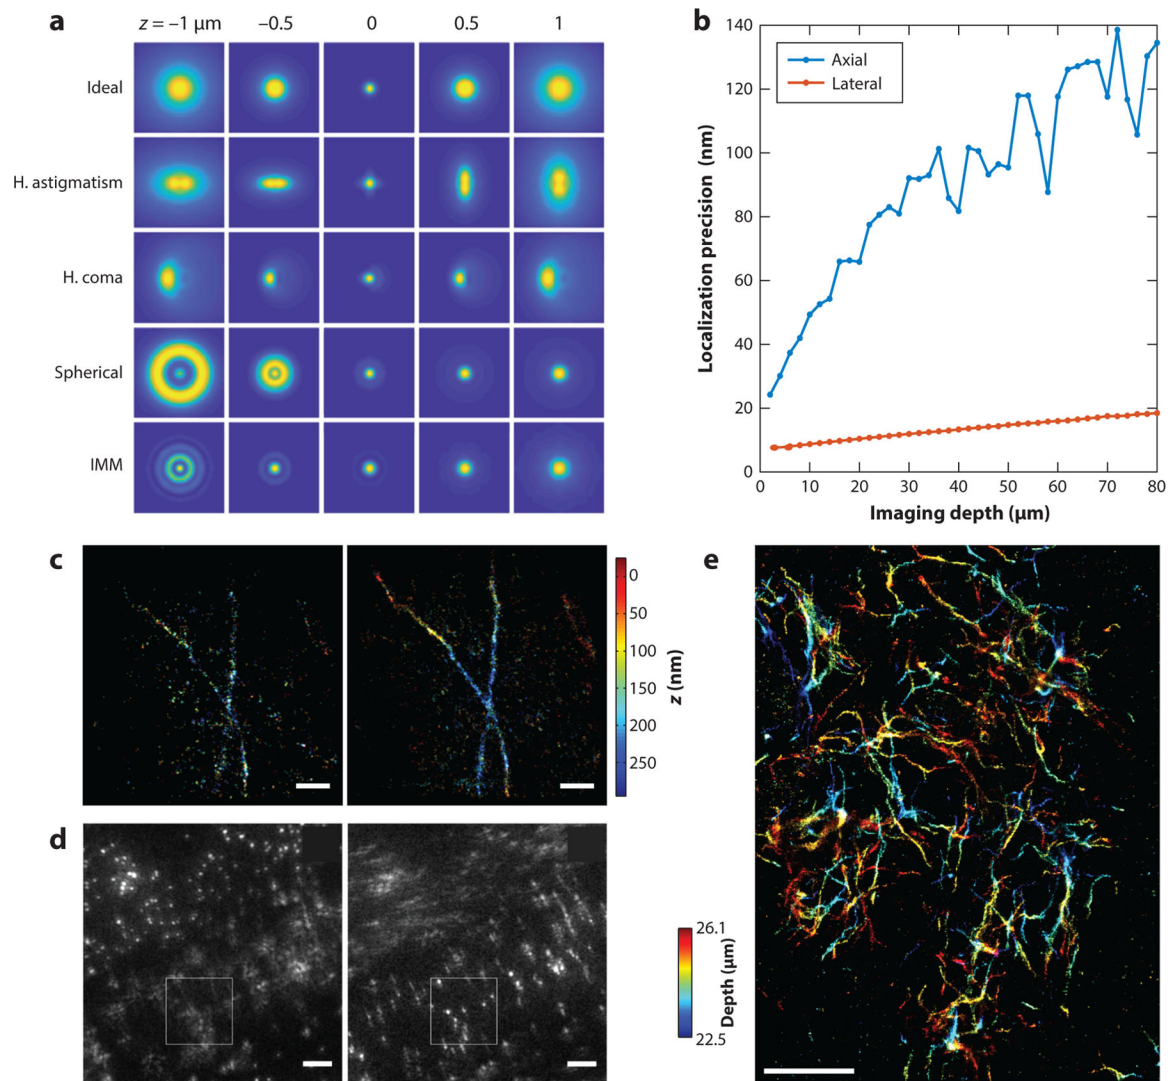 a
z = –1 μm –0.5 0 0.5 1
Ideal
H. astigmatism
H. coma
Spherical
IMM
b
140
120
100
80
60
40
20
0
Localization precision (nm)
Axial
Lateral
0 10 20 30 40 50 60 70 80
Imaging depth (μm)
c
0
50
100
150
200
250
z (nm)
d
26.1
Depth (μm)
22.5
e